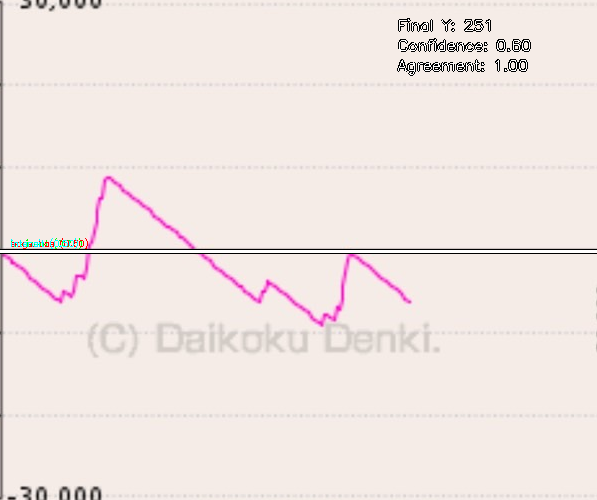 30,000
Final Y: 251
Confidence: 0.60
Agreement: 1.00
(C) Daikoku Denki.
-30,000